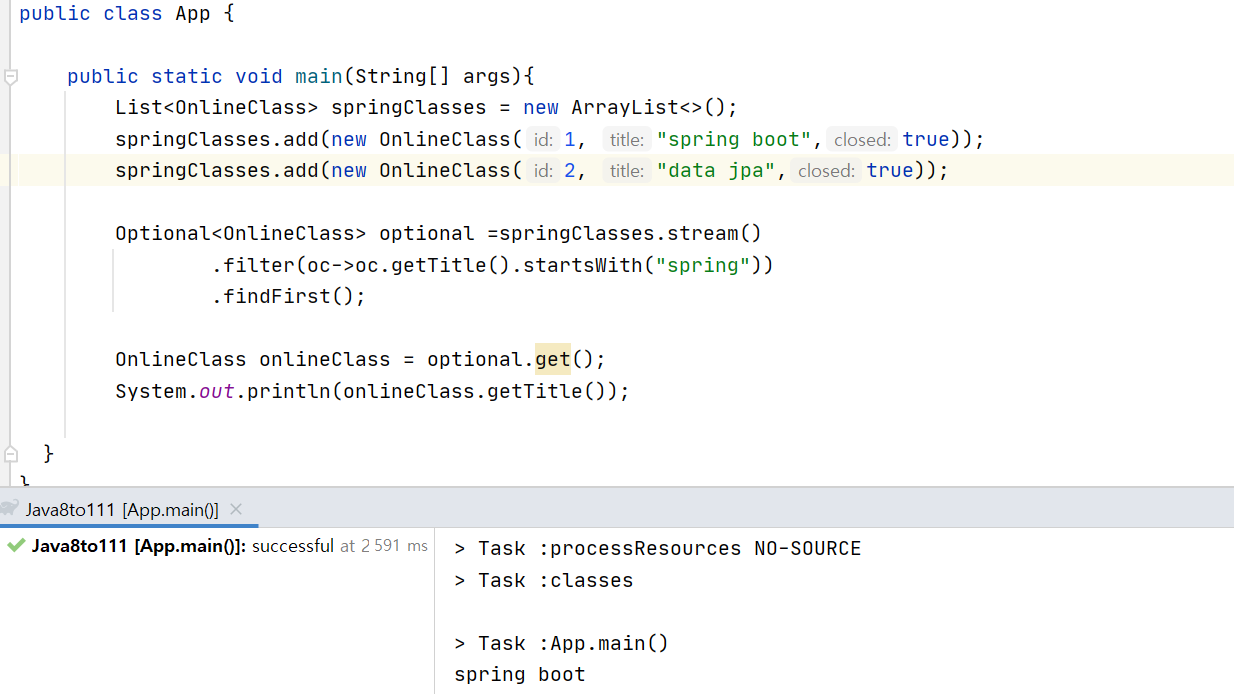 public class App {
public static void main(String[] args){
List<OnlineClass> springClasses = new ArrayList<>();
springClasses.add(new OnlineClass( id: 1, title: "spring boot", closed: true));
springClasses.add(new OnlineClass( id: 2, title: "data jpa", closed: true));
Optional<OnlineClass> optional =springClasses.stream()
.filter(oc->oc.getTitle().startsWith("spring"))
.findFirst();
OnlineClass onlineClass = optional.get();
System.out.println(onlineClass.getTitle());
}
}
Java8to111 [App.main()] ×
Java8to111 [App.main()]: successful at 2 591 ms
> Task :processResources NO-SOURCE
> Task :classes
> Task :App.main()
spring boot